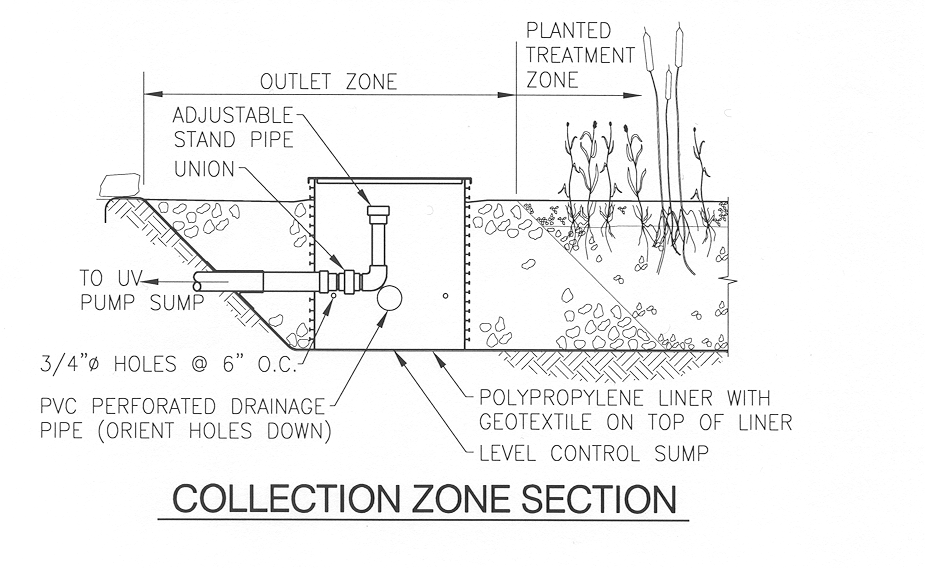 PLANTED
TREATMENT
ZONE
OUTLET ZONE
ADJUSTABLE
STAND PIPE
UNION
TO UV
PUMP SUMP
3/4"ø HOLES @ 6" O.C.
PVC PERFORATED DRAINAGE
PIPE (ORIENT HOLES DOWN)
POLYPROPYLENE LINER WITH
GEOTEXTILE ON TOP OF LINER
LEVEL CONTROL SUMP
COLLECTION ZONE SECTION